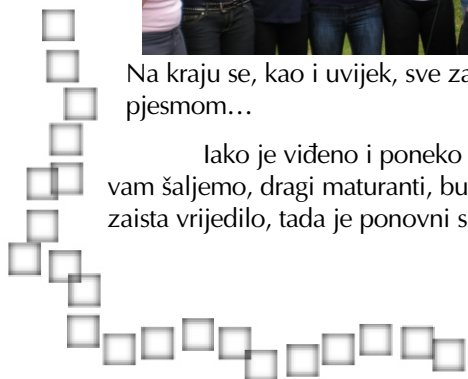 Na kraju se, kao i uvijek, sve za
pjesmom…
Iako je viđeno i poneko
vam šaljemo, dragi maturanti, bu
zaista vrijedilo, tada je ponovni s